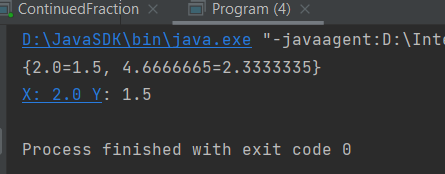 ContinuedFraction
Program (4)
D:\JavaSDK\bin\java.exe "-javaagent:D:\Inte
{2.0=1.5, 4.6666665=2.3333335}
X: 2.0 Y: 1.5
Process finished with exit code 0